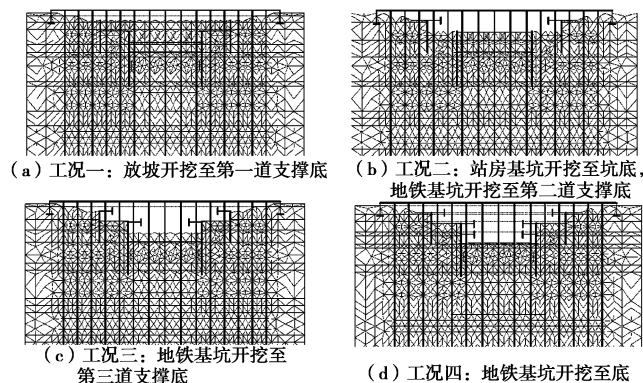 (a)工况一：放坡开挖至第一道支撑底
(b)工况二：站房基坑开挖至坑底，
地铁基坑开挖至第二道支撑底
(c)工况三：地铁基坑开挖至
第三道支撑底
(d)工况四：地铁基坑开挖至底